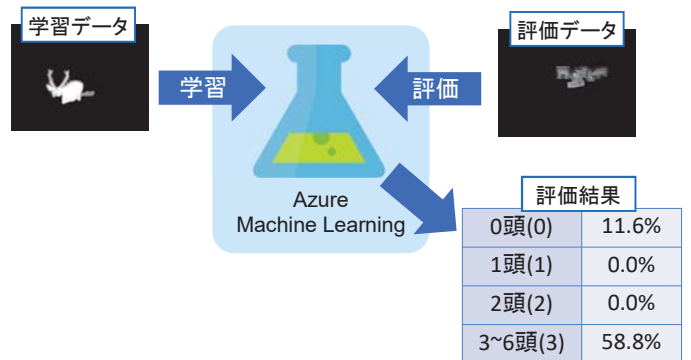 学習データ
評価データ
学習
評価
Azure
Machine Learning
評価結果
0頭(0) 11.6%
1頭(1) 0.0%
2頭(2) 0.0%
3~6頭(3) 58.8%